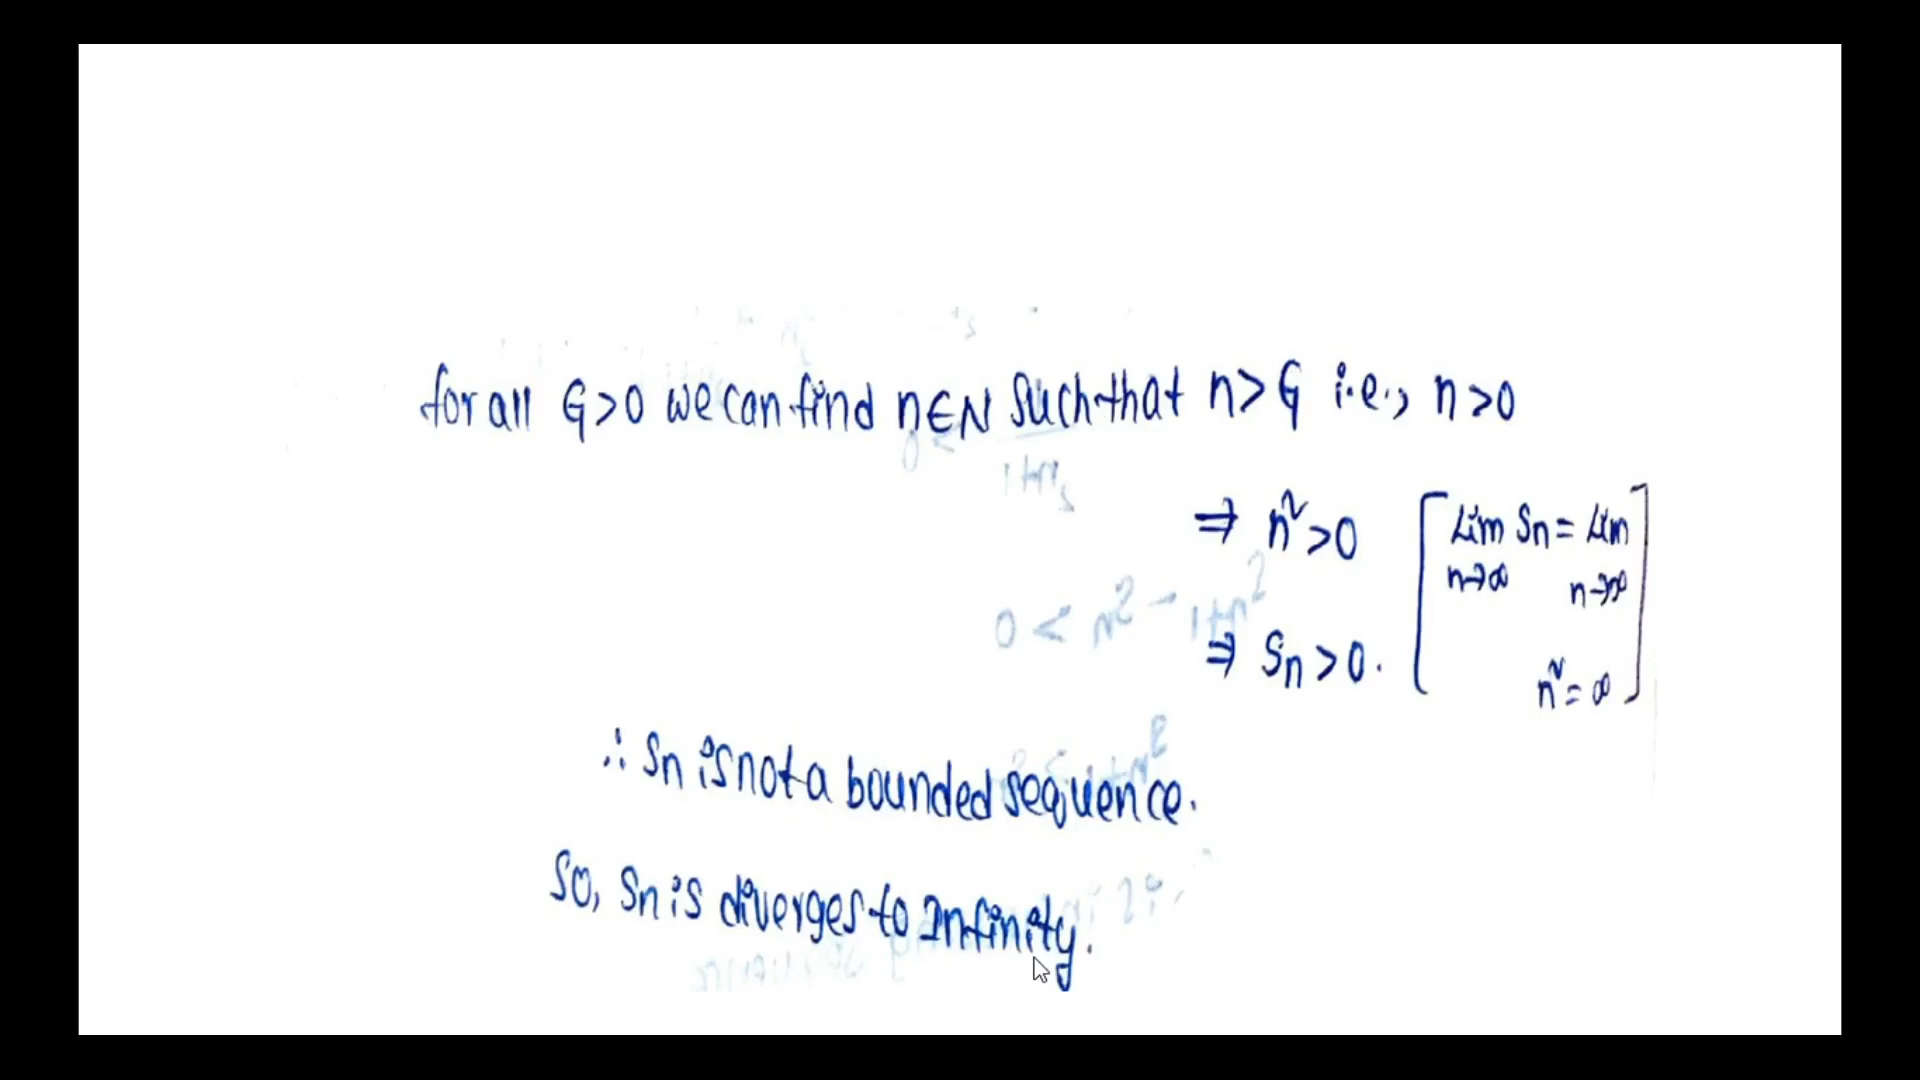 for all G>0 we can find n∈N such that n>G i.e., n>0
⇒ n²>0 [Lim Sn = Lim
n→∞ n→∞
n²=∞]
⇒ Sn>0.
∴ Sn is not a bounded sequence.
So, Sn is diverges to Infinity.